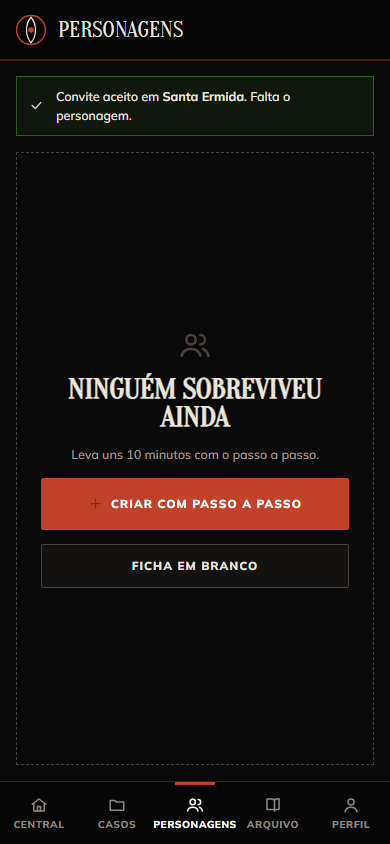 PERSONAGENS
Convite aceito em Santa Ermida. Falta o
personagem.
NINGUÉM SOBREVIVEU
AINDA
Leva uns 10 minutos com o passo a passo.
CRIAR COM PASSO A PASSO
FICHA EM BRANCO
CENTRAL CASOS PERSONAGENS ARQUIVO PERFIL